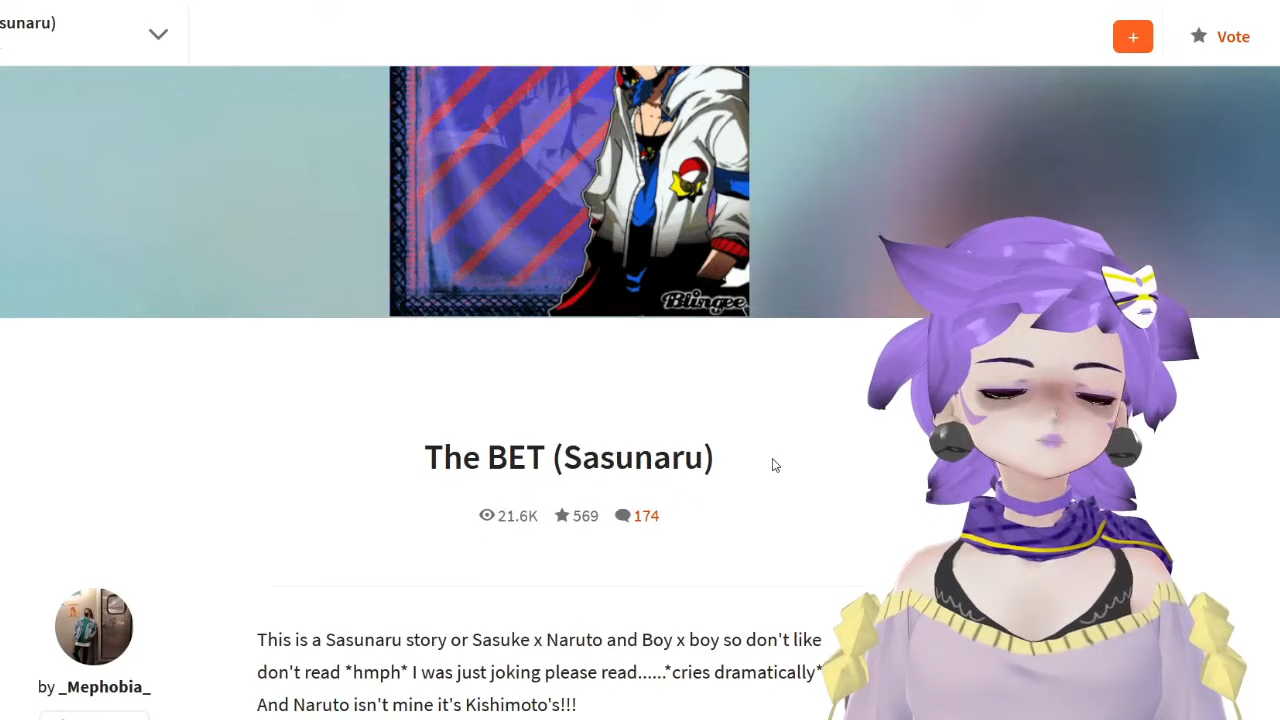 sunaru)
+
Vote
Blingee
The BET (Sasunaru)
21.6K 569 174
This is a Sasunaru story or Sasuke x Naruto and Boy x boy so don't like
don't read *hmph* I was just joking please read......*cries dramatically*
And Naruto isn't mine it's Kishimoto's!!!
by _Mephobia_